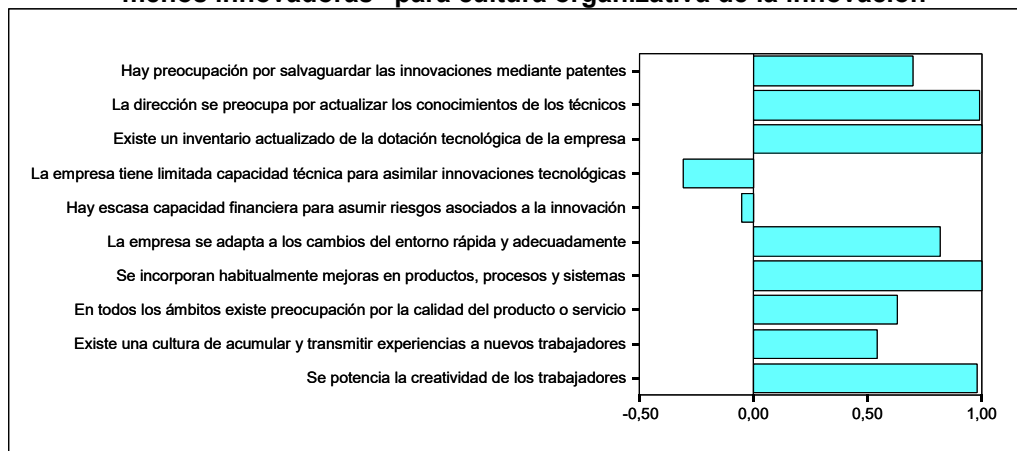 menos innovadoras" para cultura organizativa de la innovación
Hay preocupación por salvaguardar las innovaciones mediante patentes
La dirección se preocupa por actualizar los conocimientos de los técnicos
Existe un inventario actualizado de la dotación tecnológica de la empresa
La empresa tiene limitada capacidad técnica para asimilar innovaciones tecnológicas
Hay escasa capacidad financiera para asumir riesgos asociados a la innovación
La empresa se adapta a los cambios del entorno rápida y adecuadamente
Se incorporan habitualmente mejoras en productos, procesos y sistemas
En todos los ámbitos existe preocupación por la calidad del producto o servicio
Existe una cultura de acumular y transmitir experiencias a nuevos trabajadores
Se potencia la creatividad de los trabajadores
-0,50 0,00 0,50 1,00